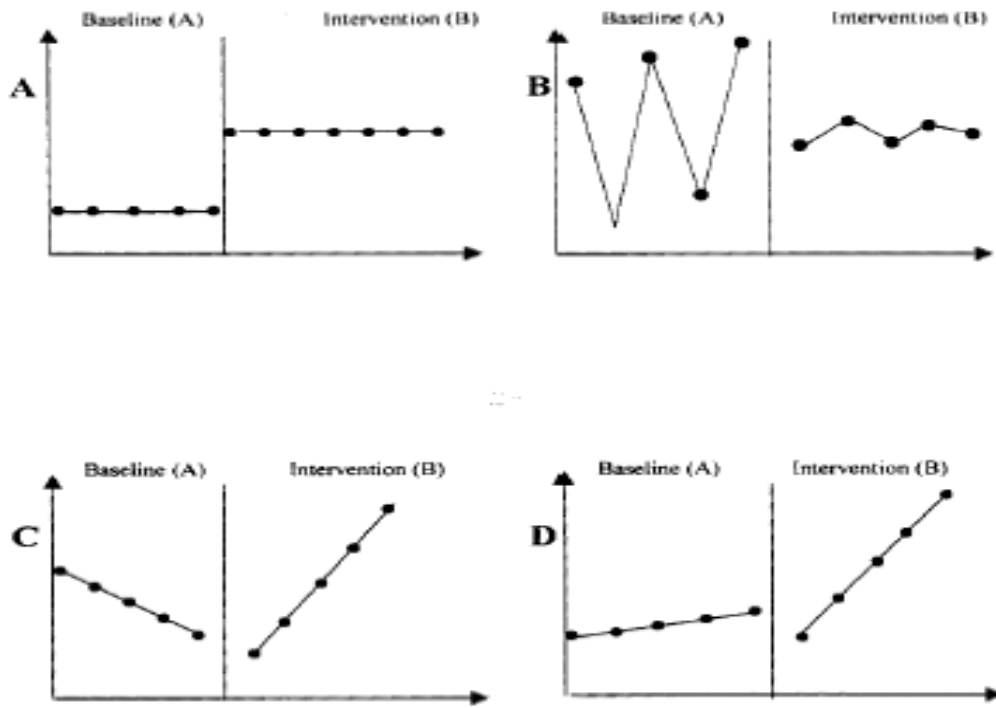 Baseline (A) Intervention (B)
A
Baseline (A) Intervention (B)
B
Baseline (A) Intervention (B)
C
Baseline (A) Intervention (B)
D